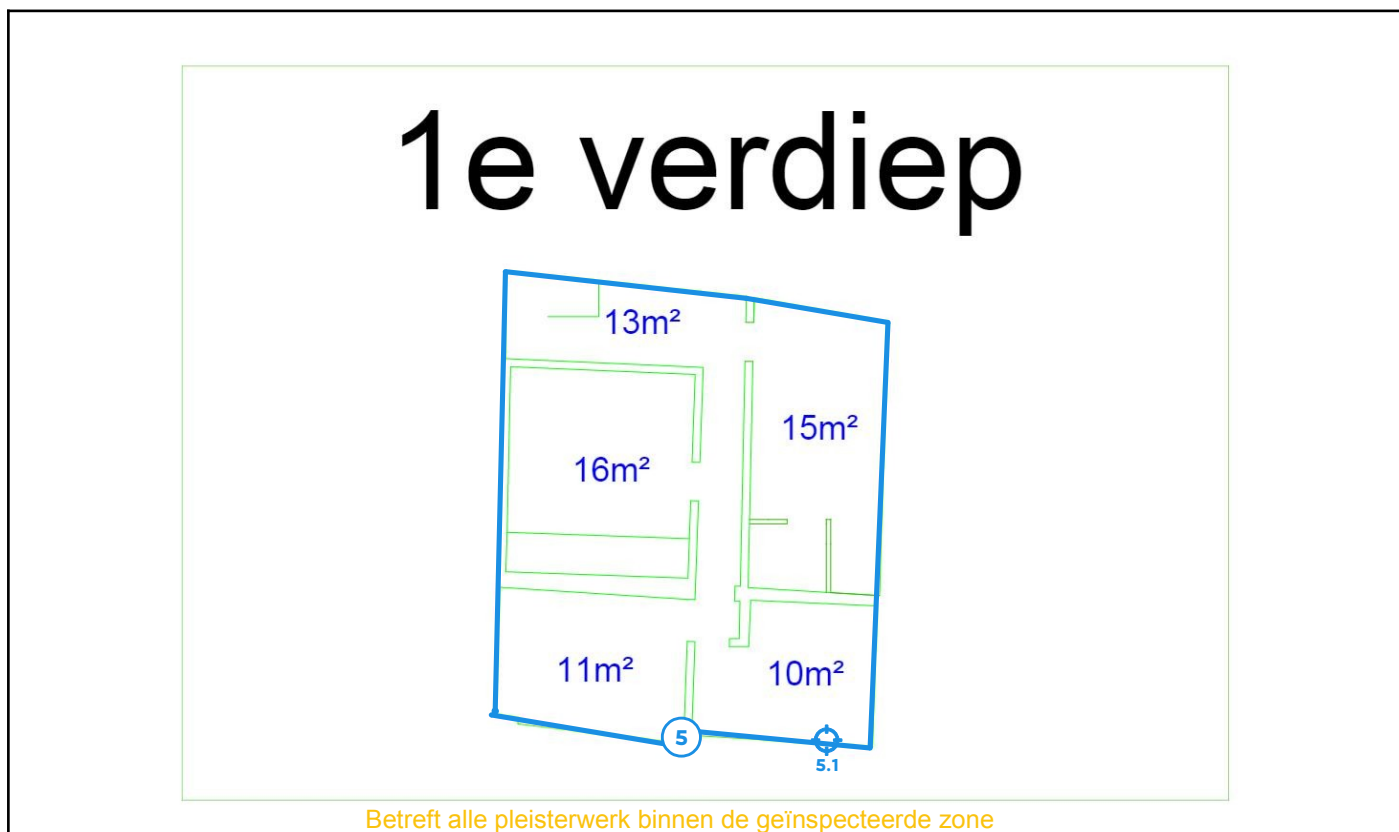 1e verdiep
13m²
15m²
16m²
11m²
10m²
5
5.1
Betreft alle pleisterwerk binnen de geïnspecteerde zone